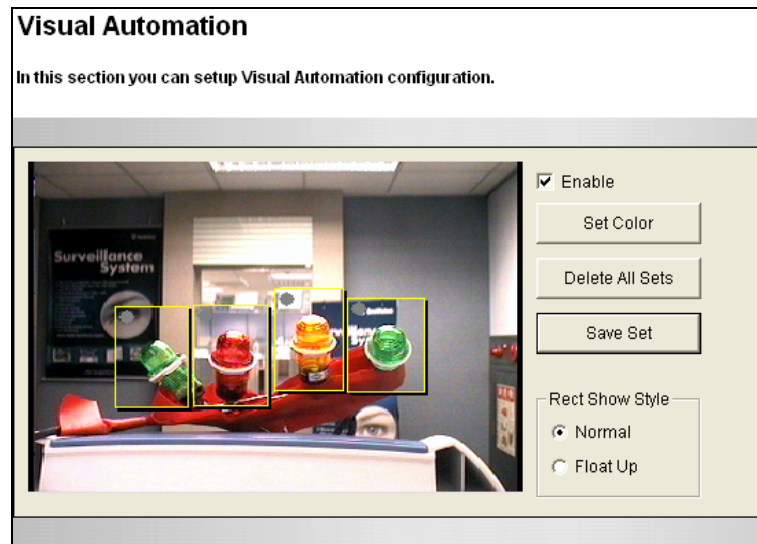 Visual Automation
In this section you can setup Visual Automation configuration.
Surveillance
System
Enable
Set Color
Delete All Sets
Save Set
Rect Show Style
Normal
Float Up